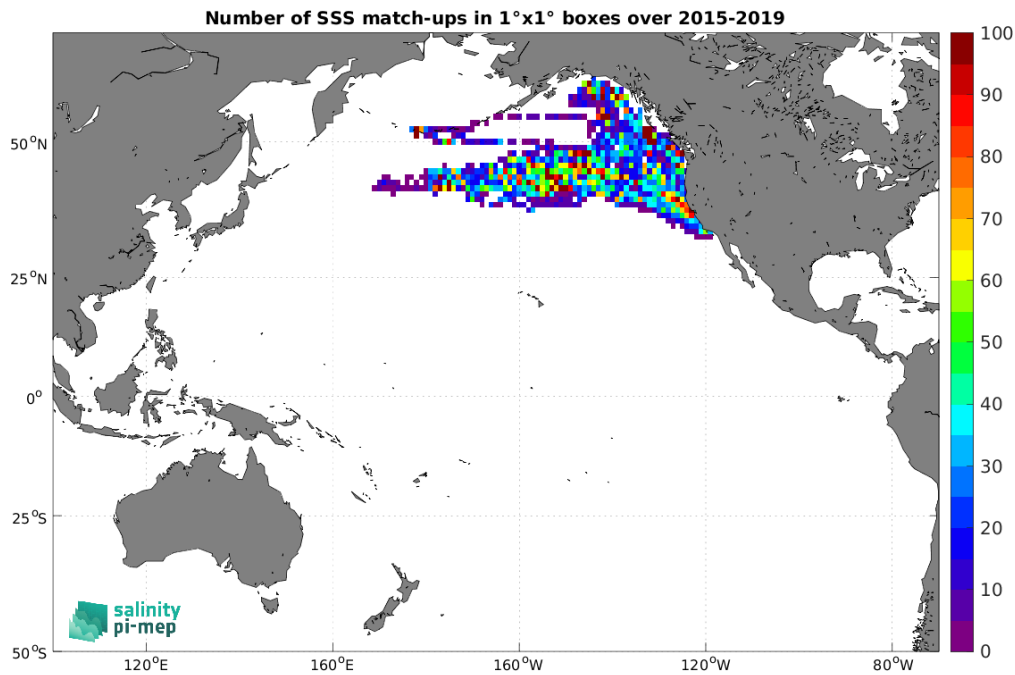 Number of SSS match-ups in 1°x1° boxes over 2015-2019
100
90
80
70
60
50
40
30
20
10
0
50°N
25°N
0°
25°S
50°S
salinity
pi-mep
120°E
160°E
160°W
120°W
80°W